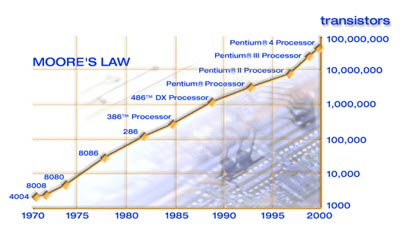 transistors
MOORE'S LAW
Pentium® 4 Processor
100,000,000
Pentium® III Processor
Pentium® II Processor
10,000,000
Pentium® Processor
486™ DX Processor
1,000,000
386™ Processor
286
100,000
8086
8080
10,000
8008
4004
1000
1970 1975 1980 1985 1990 1995 2000